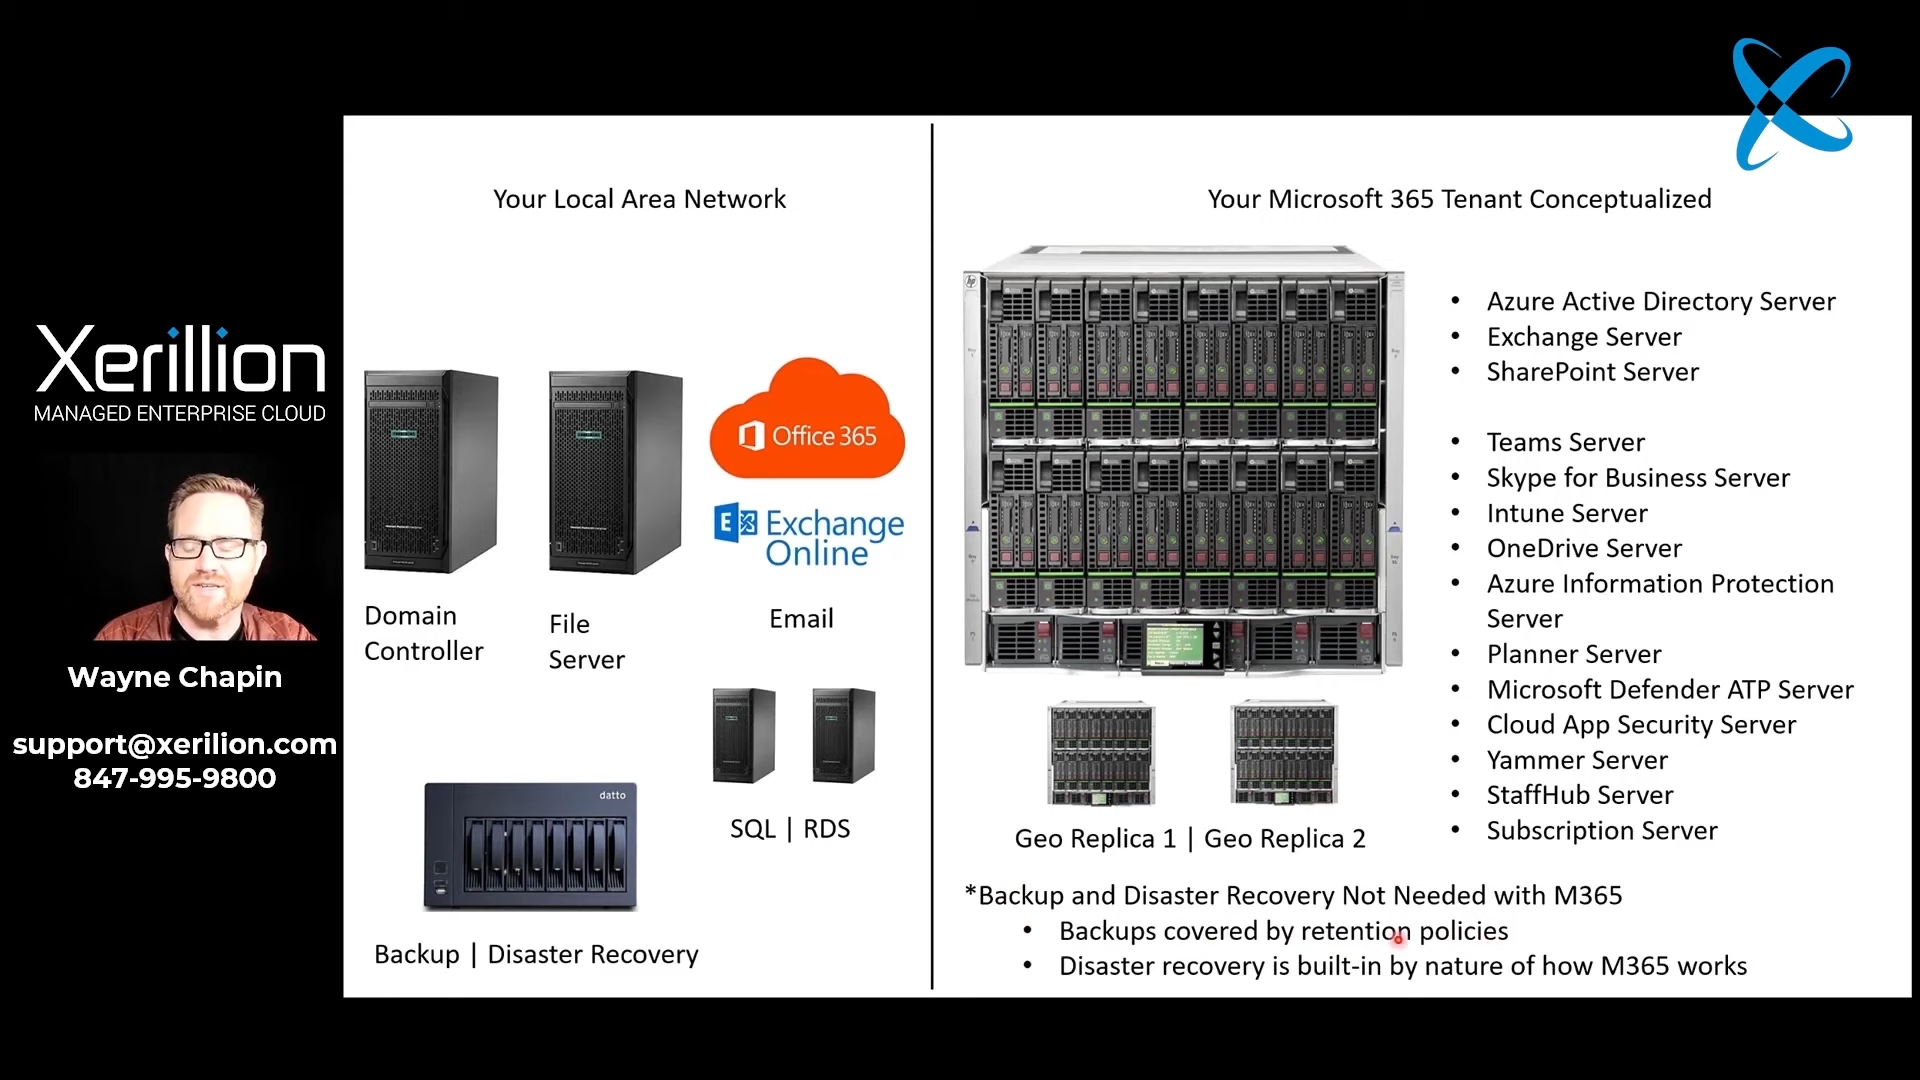 Xerillion
MANAGED ENTERPRISE CLOUD
Wayne Chapin
support@xerilion.com
847-995-9800
Your Local Area Network
Domain
Controller
File
Server
Office 365
Exchange
Online
Email
SQL | RDS
datto
Backup | Disaster Recovery
Your Microsoft 365 Tenant Conceptualized
hp
• Azure Active Directory Server
• Exchange Server
• SharePoint Server
• Teams Server
• Skype for Business Server
• Intune Server
• OneDrive Server
• Azure Information Protection
Server
• Planner Server
• Microsoft Defender ATP Server
• Cloud App Security Server
• Yammer Server
• StaffHub Server
• Subscription Server
Geo Replica 1 | Geo Replica 2
*Backup and Disaster Recovery Not Needed with M365
• Backups covered by retention policies
• Disaster recovery is built-in by nature of how M365 works